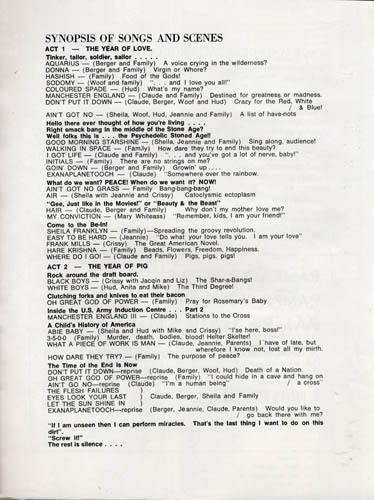 SYNOPSIS OF SONGS AND SCENES
ACT 1 — THE YEAR OF LOVE.
Tinker, tailor, soldier, sailor . . . . .
AQUARIUS — (Berger and Family) A voice crying in the wilderness?
DONNA — (Berger and Family) Virgin or Whore?
HASHISH — (Family) Food of the Gods!
SODOMY — (Woof and family) ". . . and I love you all!"
COLOURED SPADE — (Hud) What's my name?
MANCHESTER ENGLAND — (Claude and Family) Destined for greatness or madness.
DON'T PUT IT DOWN — (Claude, Berger, Woof and Hud) Crazy for the Red, White
/ & Blue!
AIN'T GO NO — (Sheila, Woof, Hud, Jeannie and Family) A list of have-nots
Hello there ever thought of how you're living . . . .
Right smack bang in the middle of the Stone Age?
Well folks this is . . . the Psychedelic Stoned Age!!
GOOD MORNING STARSHINE — (Sheila, Jeannie and Family) Sing along, audience!
WALKING IN SPACE — (Family) How dare they try to end this beauty?
I GOT LIFE — (Claude and Family) ". . . and you've got a lot of nerve, baby!"
INITIALS — (Family) There are no strings on me?
GOIN' DOWN — (Berger and Family) Growin' up . . . .
EXANAPLANETOOCH — (Claude) "Somewhere over the rainbow.
What do we want? PEACE! When do we want it? NOW!
AIN'T GOT NO GRASS — Family Bang-bang-bang!
AIR — (Sheila with Jeannie and Crissy) Catoclysmic ectoplasm
"Gee, Just like in the Movies!" or "Beauty & the Beast"
HAIR — (Claude, Berger and Family) Why don't my mother love me?
MY CONVICTION — (Mary Whiteass) "Remember, kids, I am your friend!"
Come to the Be-in!
SHEILA FRANKLYN — (Family)—Spreading the groovy revolution.
EASY TO BE HARD — (Jeannie) "Do what your love tells you. I am your love"
FRANK MILLS — (Crissy) The Great American Novel.
HARE KRISHNA — (Family) Beads, Flowers, Freedom, Happiness.
WHERE DO I GO! — (Claude and Family) Pigs, pigs, pigs!
ACT 2 — THE YEAR OF PIG
Rock around the draft board.
BLACK BOYS — (Crissy with Jacqin and Liz) The Shar-a-Bangs!
WHITE BOYS — (Hud, Anita and Mike) The Third Degree!
Clutching forks and knives to eat their bacon
OH GREAT GOD OF POWER — (Family) Pray for Rosemary's Baby
Inside the U.S. Army Induction Centre . . . Part 2
MANCHESTER ENGLAND II — (Claude) Stations to the Cross
A Child's History of America
ABIE BABY — (Sheila and Hud with Mike and Crissy) "I'se here, boss!"
3-5-0-0 (Family) Murder, death, bodies, blood! Helter Skelter!
WHAT A PIECE OF WORK IS MAN — (Claude, Jeannie, Parents) I have of late, but
wherefore I know not, lost all my mirth.
HOW DARE THEY TRY? — (Family) The purpose of peace?
The Time of the End is Now
DON'T PUT IT DOWN—reprise (Claude, Berger, Woof, Hud) Death of a Nation.
OH GREAT GOD OF POWER—reprise (Family) "I could hide in a cave and hang on
AIN'T GO NO—reprise (Claude) "I'm a human being" / a cross"
THE FLESH FAILURES )
EYES LOOK YOUR LAST ) Claude, Berger, Sheila and Family
LET THE SUN SHINE IN )
EXANAPLANETOOCH—reprise (Berger, Jeannie, Claude, Parents) Would you like to
/ go back there with me?
"If I am unseen then I can perform miracles. That's the last thing I want to do on this
dirt".
"Screw it!"
The rest is silence . . . .